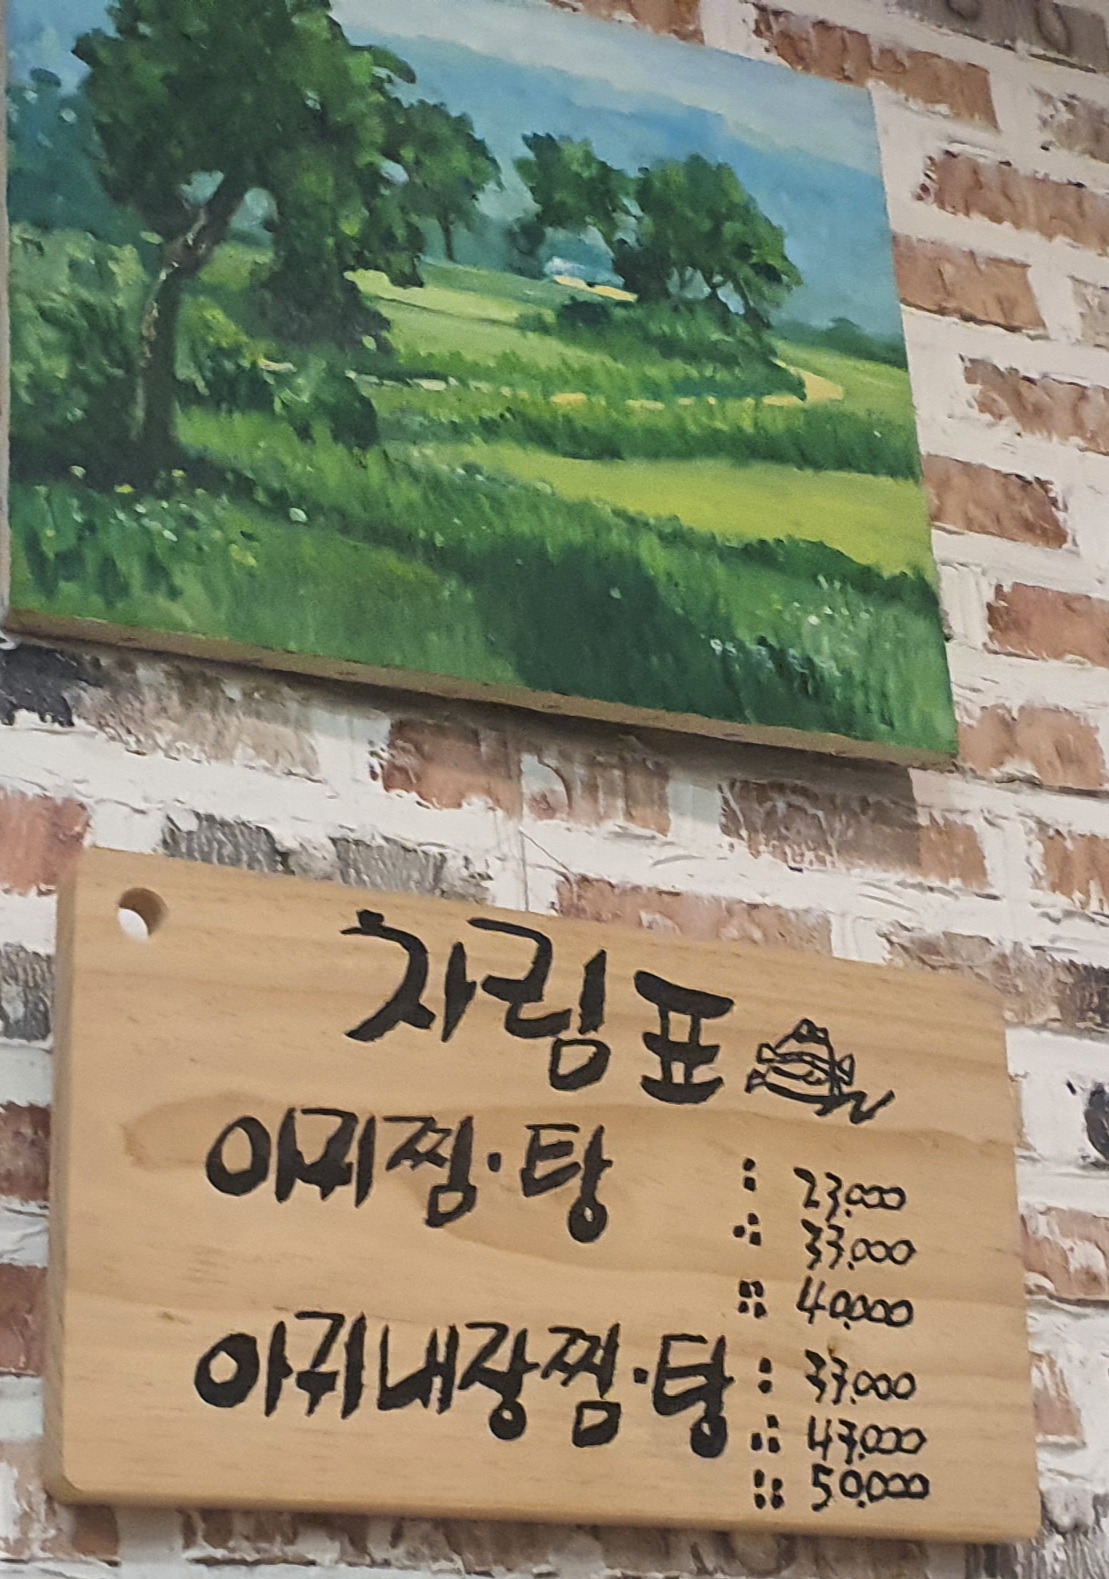 차림표
아귀찜·탕 : 23,000
∴ 33,000
∷ 40,000
아귀내장찜·탕 : 33,000
∴ 43,000
∷ 50,000